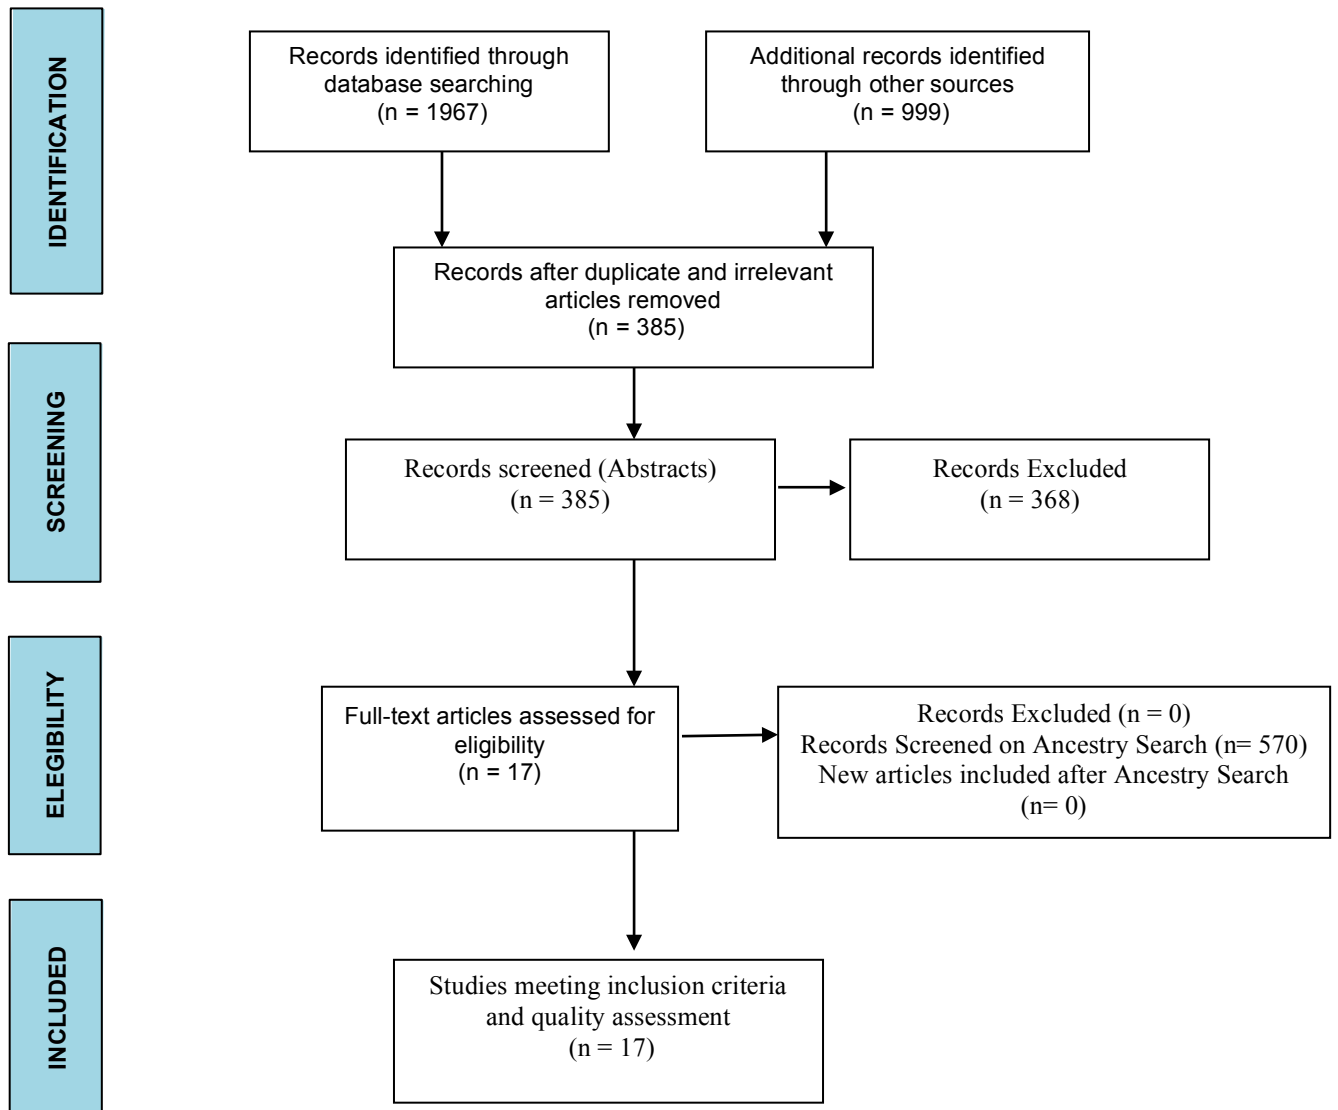 IDENTIFICATION
Records identified through
database searching
(n = 1967)
Additional records identified
through other sources
(n = 999)
Records after duplicate and irrelevant
articles removed
(n = 385)
SCREENING
Records screened (Abstracts)
(n = 385)
Records Excluded
(n = 368)
ELEGIBILITY
Full-text articles assessed for
eligibility
(n = 17)
Records Excluded (n = 0)
Records Screened on Ancestry Search (n= 570)
New articles included after Ancestry Search
(n= 0)
INCLUDED
Studies meeting inclusion criteria
and quality assessment
(n = 17)